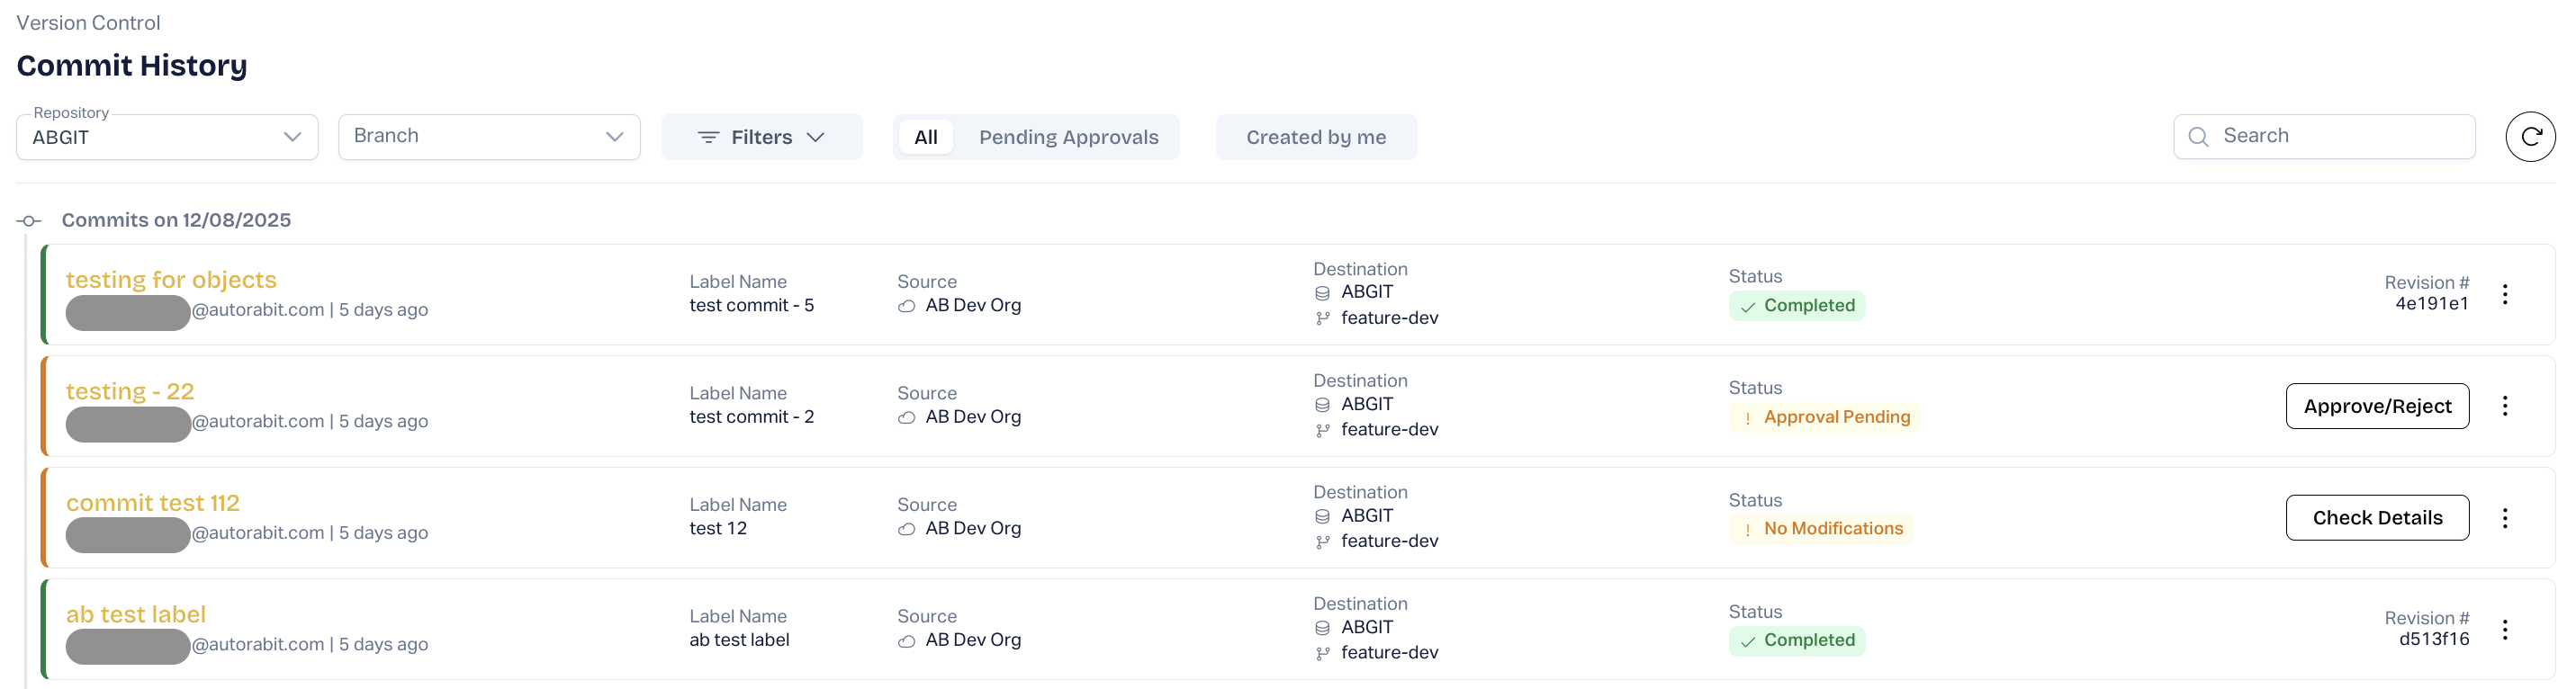 Version Control
Commit History
Repository
ABGIT
Branch
Filters
All
Pending Approvals
Created by me
Search
Commits on 12/08/2025
testing for objects
@autorabit.com | 5 days ago
Label Name
test commit - 5
Source
AB Dev Org
Destination
ABGIT
feature-dev
Status
Completed
Revision #
4e191e1
testing - 22
@autorabit.com | 5 days ago
Label Name
test commit - 2
Source
AB Dev Org
Destination
ABGIT
feature-dev
Status
! Approval Pending
Approve/Reject
commit test 112
@autorabit.com | 5 days ago
Label Name
test 12
Source
AB Dev Org
Destination
ABGIT
feature-dev
Status
! No Modifications
Check Details
ab test label
@autorabit.com | 5 days ago
Label Name
ab test label
Source
AB Dev Org
Destination
ABGIT
feature-dev
Status
Completed
Revision #
d513f16